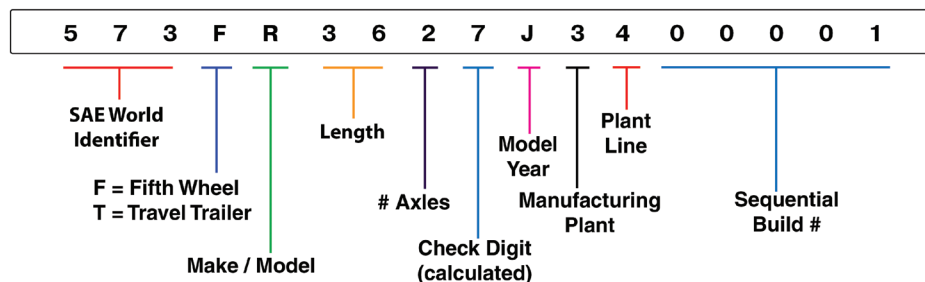 5 7 3 F R 3 6 2 7 J 3 4 0 0 0 0 1
SAE World
Identifier
F = Fifth Wheel
T = Travel Trailer
Make / Model
Length
# Axles
Check Digit
(calculated)
Model
Year
Manufacturing
Plant
Plant
Line
Sequential
Build #